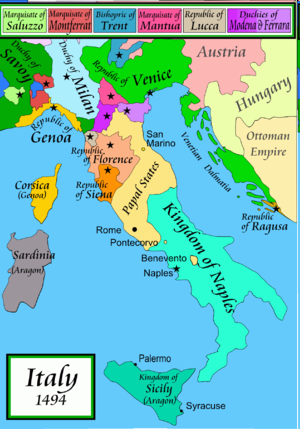 Marquisate of
Saluzzo
Marquisate of
Montferrat
Bishopric of
Trent
Marquisate of
Mantua
Republic of
Lucca
Duchies of
Modena & Ferrara
Duchy of
Savoy
Duchy of
Milan
Republic of
Venice
Austria
Hungary
Republic of
Genoa
Republic
of Florence
Republic
of Siena
San
Marino
Venetian
Dalmatia
Ottoman
Empire
Republic
of Ragusa
Corsica
(Genoa)
Papal States
Rome
Pontecorvo
Benevento
Naples
Kingdom of Naples
Sardinia
(Aragon)
Palermo
Kingdom of
Sicily
(Aragon)
Syracuse
Italy
1494